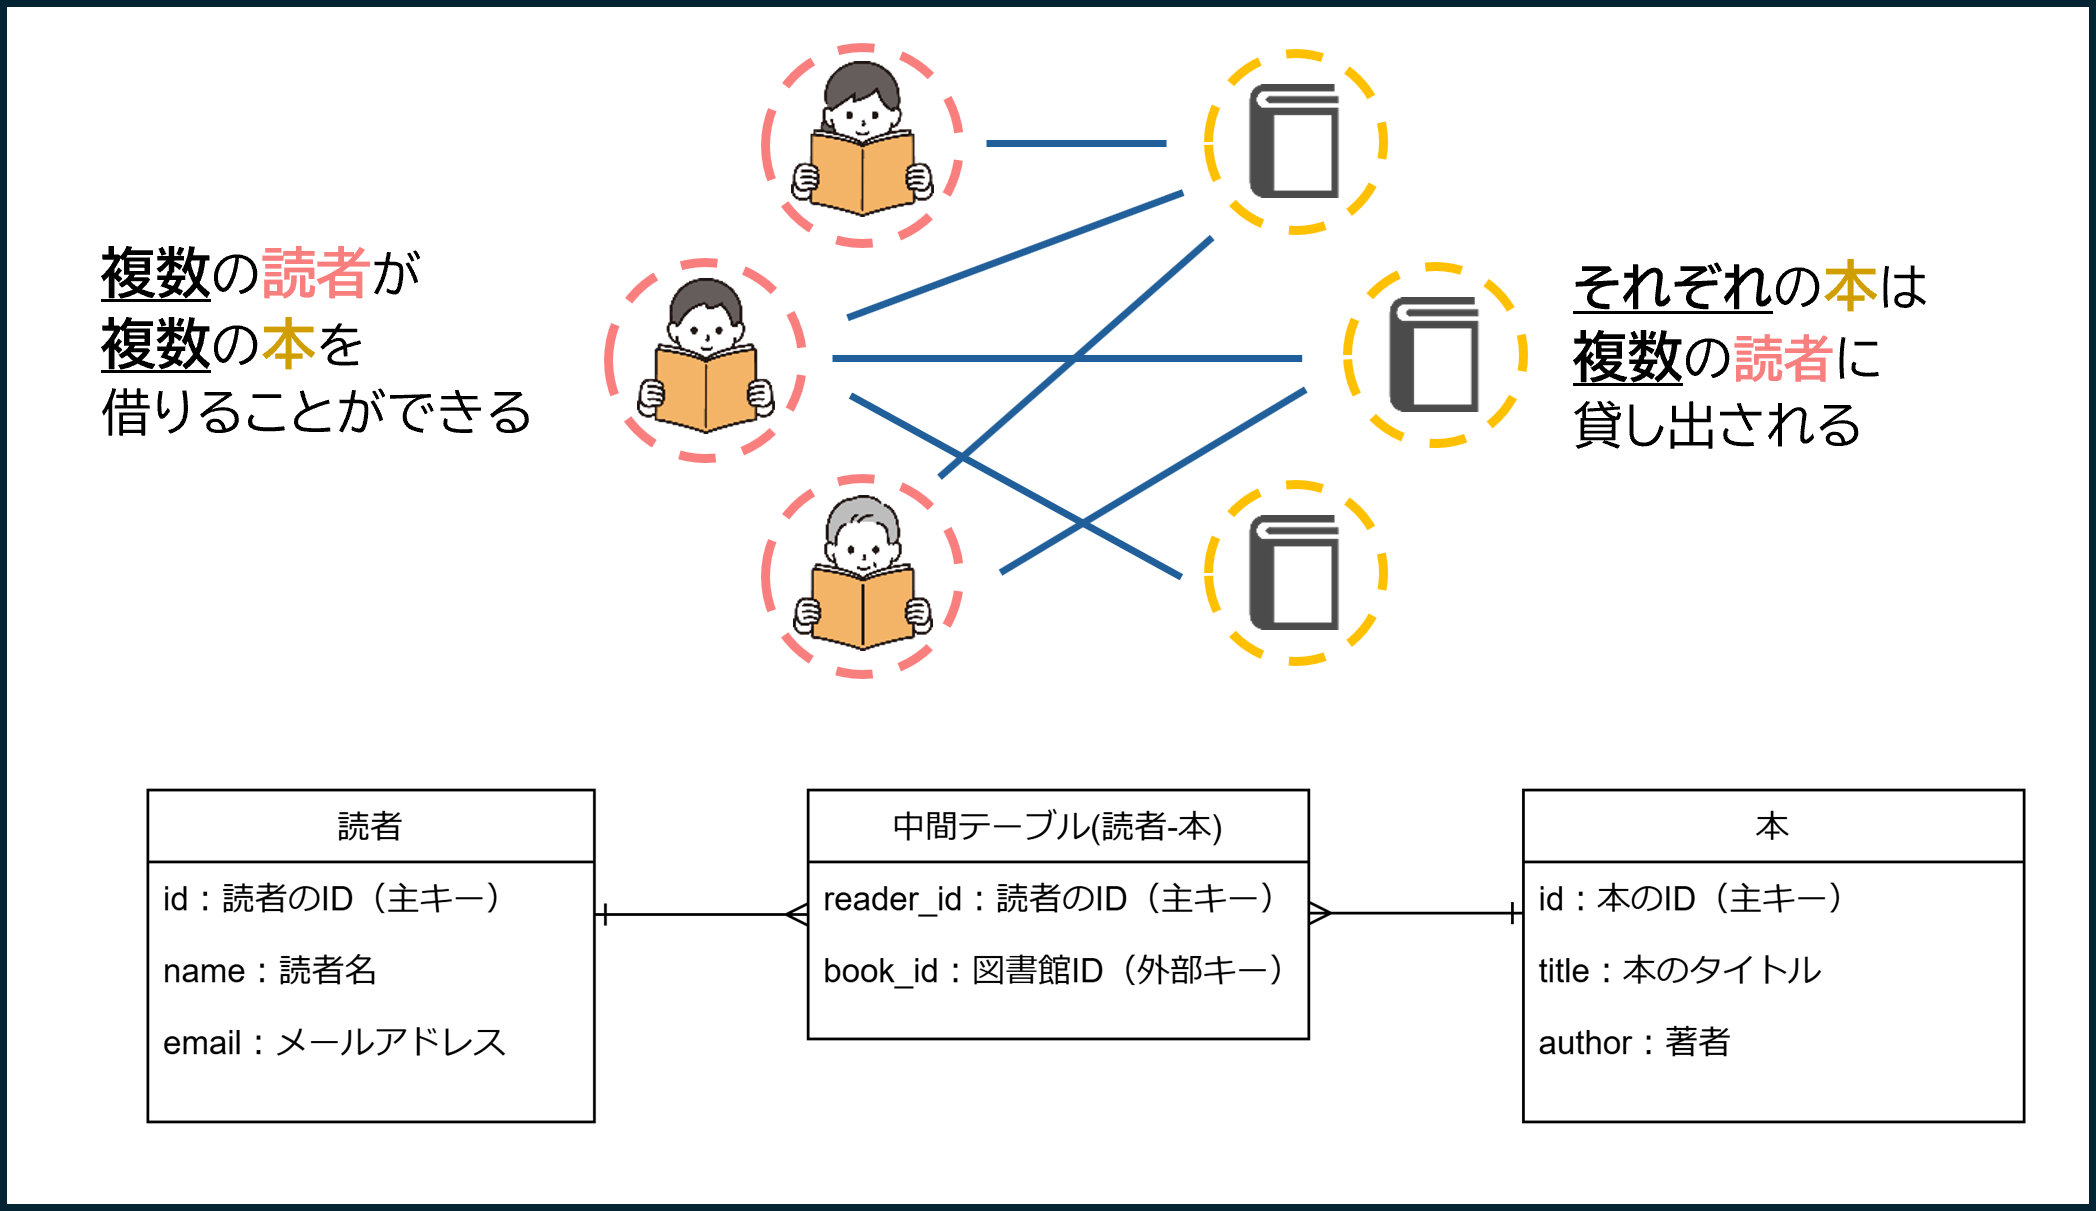 複数の読者が
複数の本を
借りることができる
それぞれの本は
複数の読者に
貸し出される
読者
id：読者のID（主キー）
name：読者名
email：メールアドレス
中間テーブル(読者-本)
reader_id：読者のID（主キー）
book_id：図書館ID（外部キー）
本
id：本のID（主キー）
title：本のタイトル
author：著者